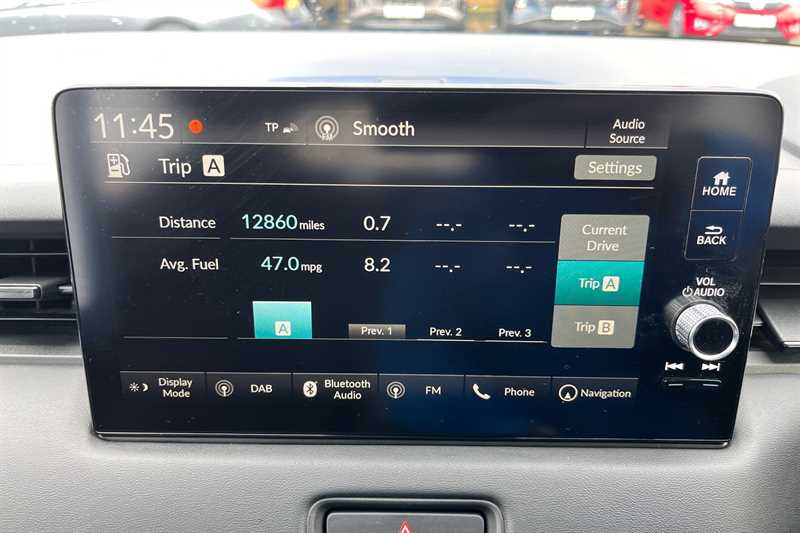 11:45 TP FM Smooth Audio Source
Trip A Settings
HOME
Distance 12860 miles 0.7 --.- --.-
Current Drive
BACK
Avg. Fuel 47.0 mpg 8.2 --.- --.-
Trip A
VOL
AUDIO
A Prev. 1 Prev. 2 Prev. 3
Trip B
Display Mode DAB Bluetooth Audio FM Phone Navigation